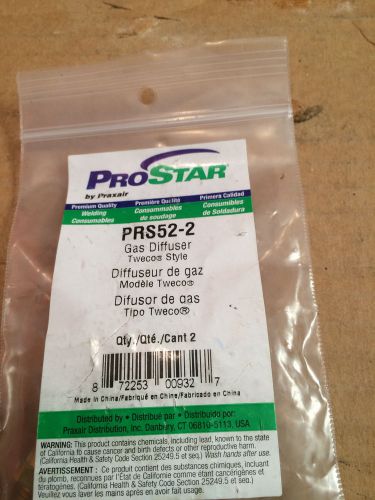 PROSTAR
by Praxair
Premium Quality
Welding
Consumables
Première Qualité
Consommables
de soudage
Primera Calidad
Consumibles
de Soldadura
PRS52-2
Gas Diffuser
Tweco® Style
Diffuseur de gaz
Modèle Tweco®
Difusor de gas
Tipo Tweco®
Qty./Qté./Cant 2
8 72253 00932 7
Made in China/Fabriqué en China/Fabricado en China
Distributed by • Distribué par • Distribuido por:
Praxair Distribution, Inc. Danbury, CT 06810-5113, USA
WARNING: This product contains chemicals, including lead, known to the state
of California to cause cancer and birth defects or other reproductive harm.
(California Health & Safety Code Section 25249.5 et seq.) Wash hands after use.
AVERTISSEMENT : Ce produit contient des substances chimiques, incluant
du plomb, reconnues par l'État de Californie comme étant cancérigènes et
tératogènes. (California Health & Safety Code Section 25249.5 et seq.)
Veuillez vous laver les mains après en avoir fait usage.